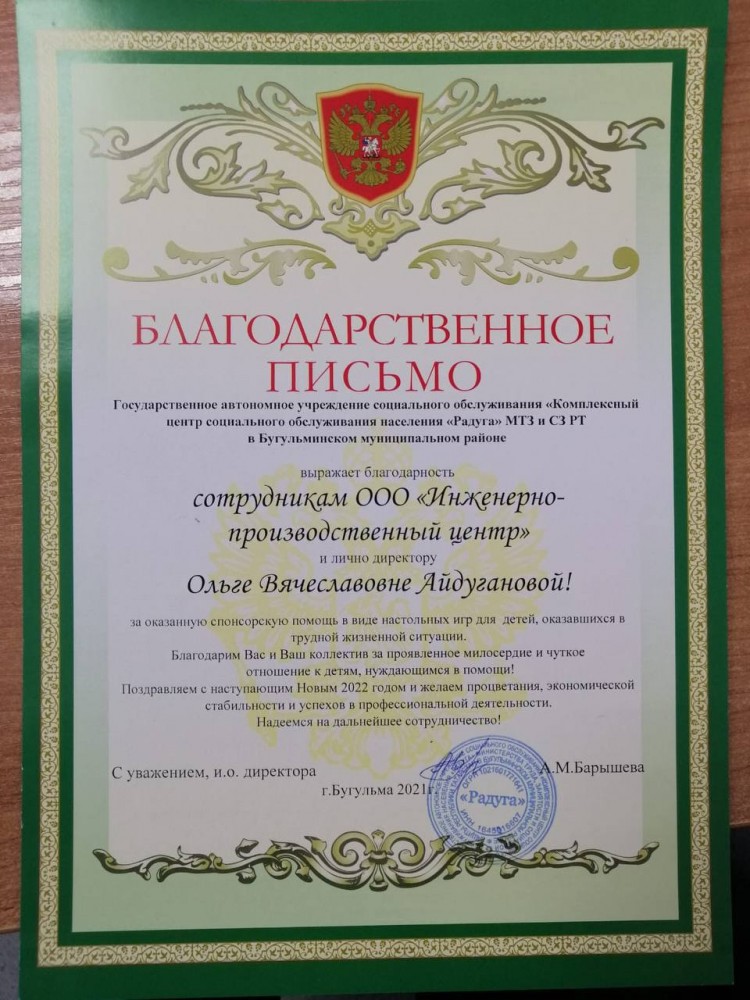 БЛАГОДАРСТВЕННОЕ
ПИСЬМО
Государственное автономное учреждение социального обслуживания «Комплексный
центр социального обслуживания населения «Радуга» МТЗ и СЗ РТ
в Бугульминском муниципальном районе
выражает благодарность
сотрудникам ООО «Инженерно-
производственный центр»
и лично директору
Ольге Вячеславовне Айдугановой!
за оказанную спонсорскую помощь в виде настольных игр для детей, оказавшихся в
трудной жизненной ситуации.
Благодарим Вас и Ваш коллектив за проявленное милосердие и чуткое
отношение к детям, нуждающимся в помощи!
Поздравляем с наступающим Новым 2022 годом и желаем процветания, экономической
стабильности и успехов в профессиональной деятельности.
Надеемся на дальнейшее сотрудничество!
С уважением, и.о. директора
А.М.Барышева
г.Бугульма 2021г.
«Радуга»